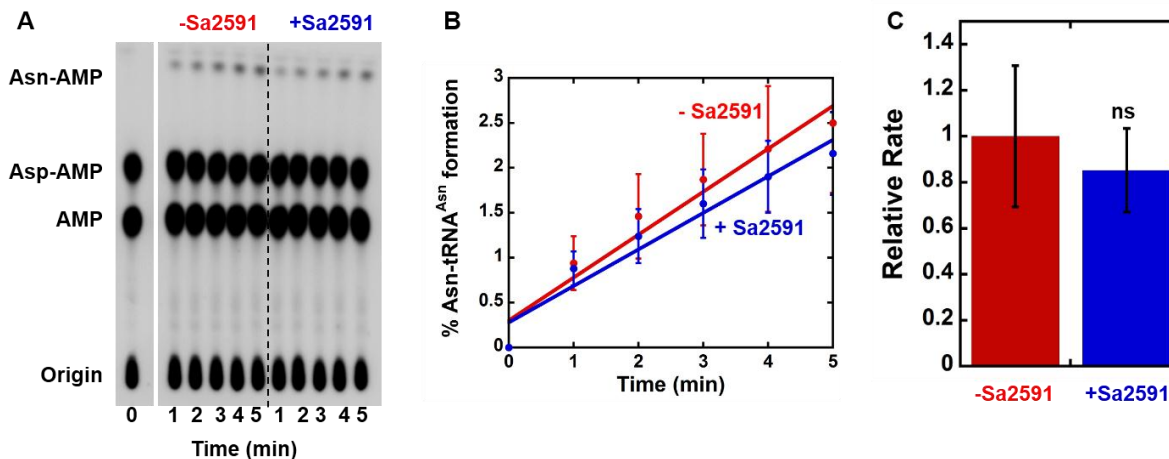 A
-Sa2591 +Sa2591
Asn-AMP
Asp-AMP
AMP
Origin
0 1 2 3 4 5 1 2 3 4 5
Time (min)
B
% Asn-tRNA^Asn formation
3
2.5
2
1.5
1
0.5
0
- Sa2591
+ Sa2591
0 1 2 3 4 5
Time (min)
C
Relative Rate
1.4
1.2
1
0.8
0.6
0.4
0.2
0
ns
-Sa2591 +Sa2591